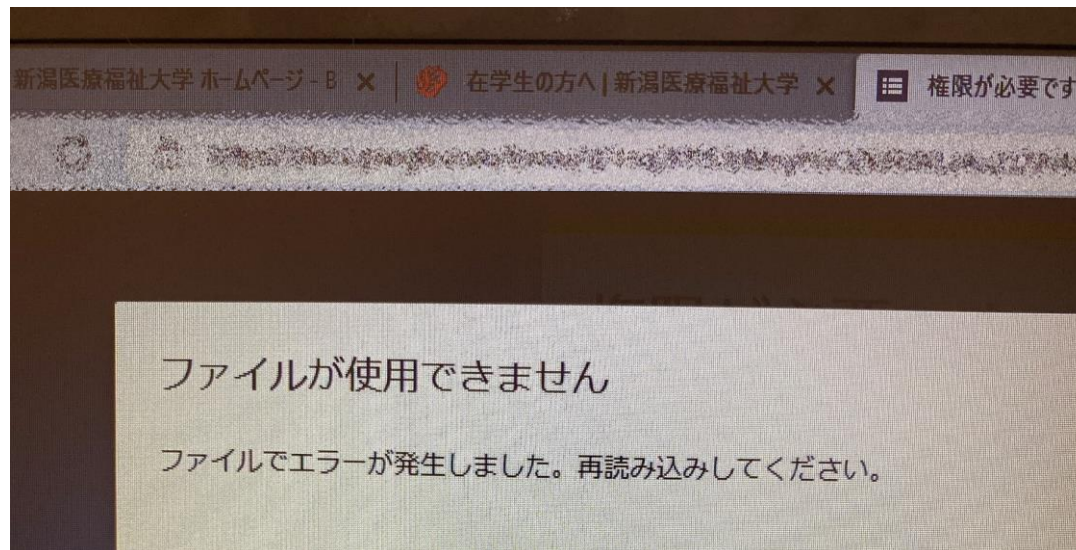 新潟医療福祉大学 ホームページ - B
在学生の方へ | 新潟医療福祉大学
権限が必要です
ファイルが使用できません
ファイルでエラーが発生しました。再読み込みしてください。